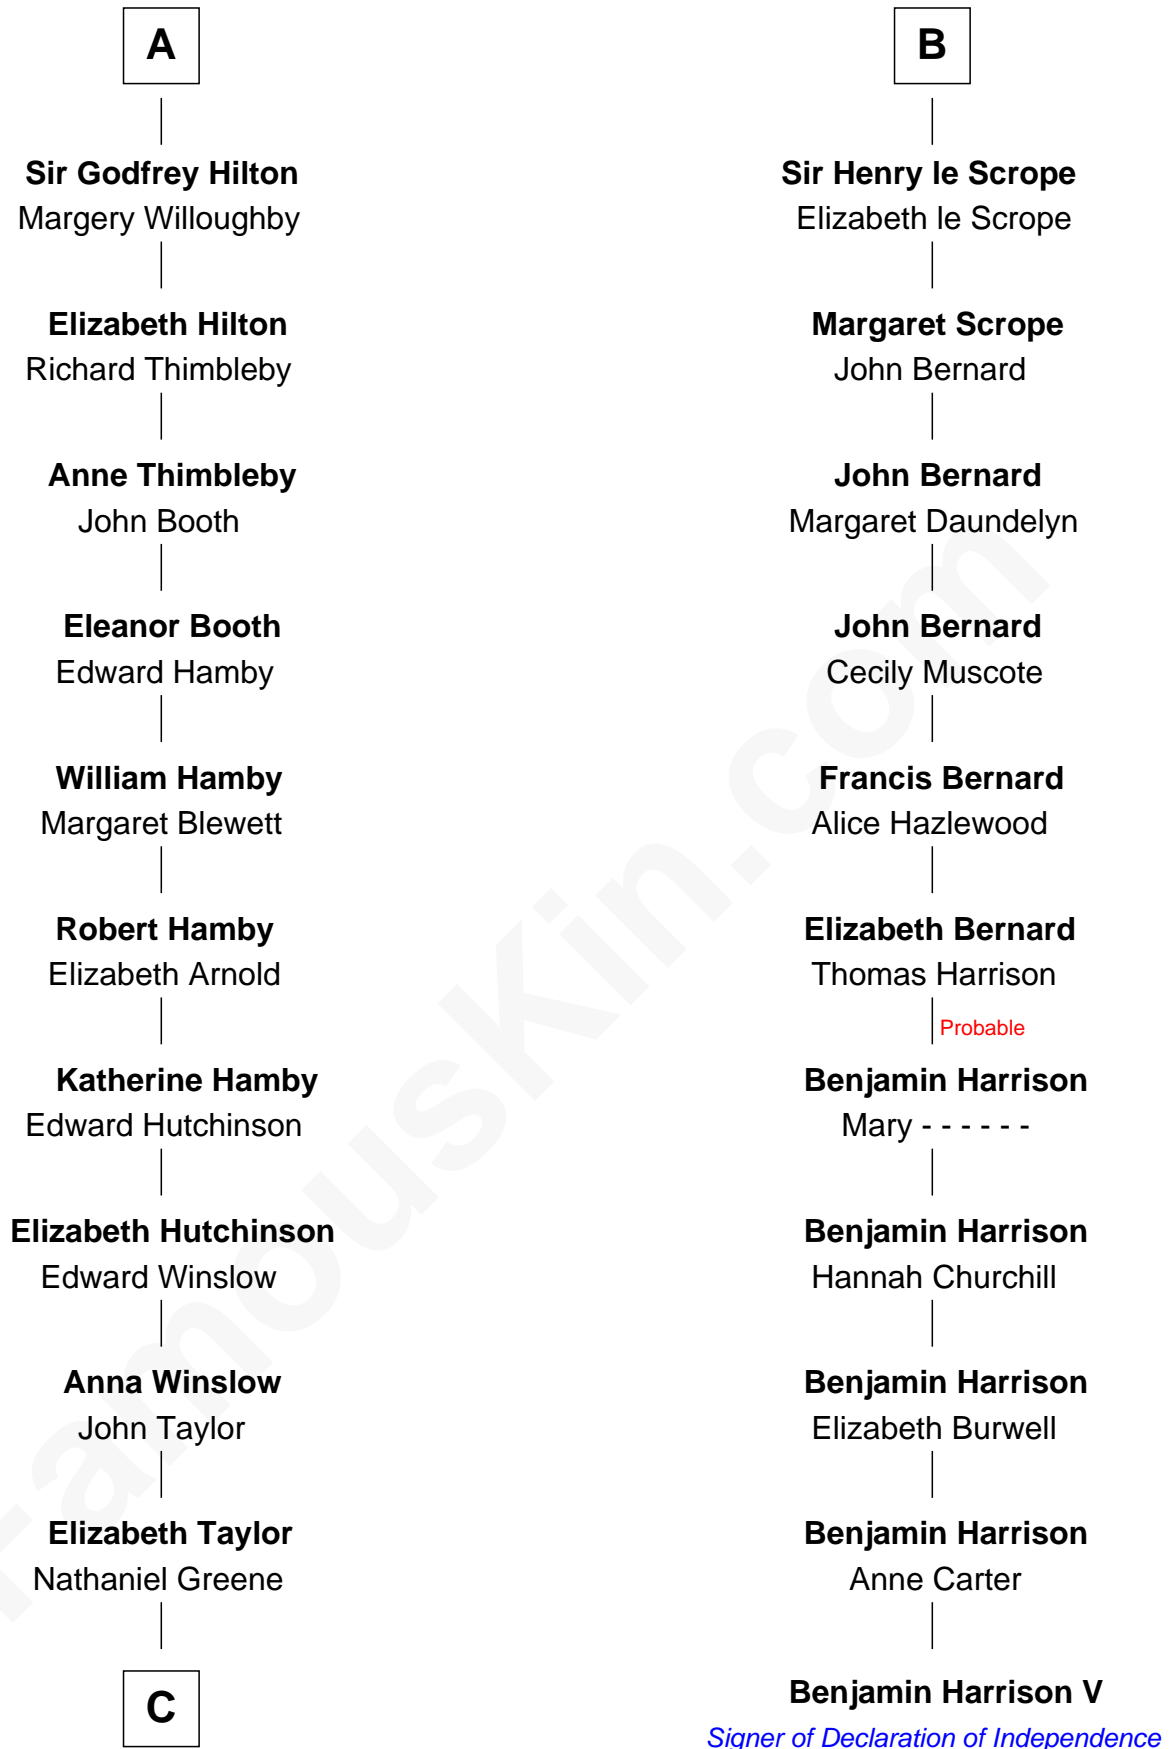 A
Sir Godfrey Hilton
Margery Willoughby
Elizabeth Hilton
Richard Thimbleby
Anne Thimbleby
John Booth
Eleanor Booth
Edward Hamby
William Hamby
Margaret Blewett
Robert Hamby
Elizabeth Arnold
Katherine Hamby
Edward Hutchinson
Elizabeth Hutchinson
Edward Winslow
Anna Winslow
John Taylor
Elizabeth Taylor
Nathaniel Greene
C
B
Sir Henry le Scrope
Elizabeth le Scrope
Margaret Scrope
John Bernard
John Bernard
Margaret Daundelyn
John Bernard
Cecily Muscote
Francis Bernard
Alice Hazlewood
Elizabeth Bernard
Thomas Harrison
Probable
Benjamin Harrison
Mary - - - - - -
Benjamin Harrison
Hannah Churchill
Benjamin Harrison
Elizabeth Burwell
Benjamin Harrison
Anne Carter
Benjamin Harrison V
Signer of Declaration of Independence
FamousKin.com